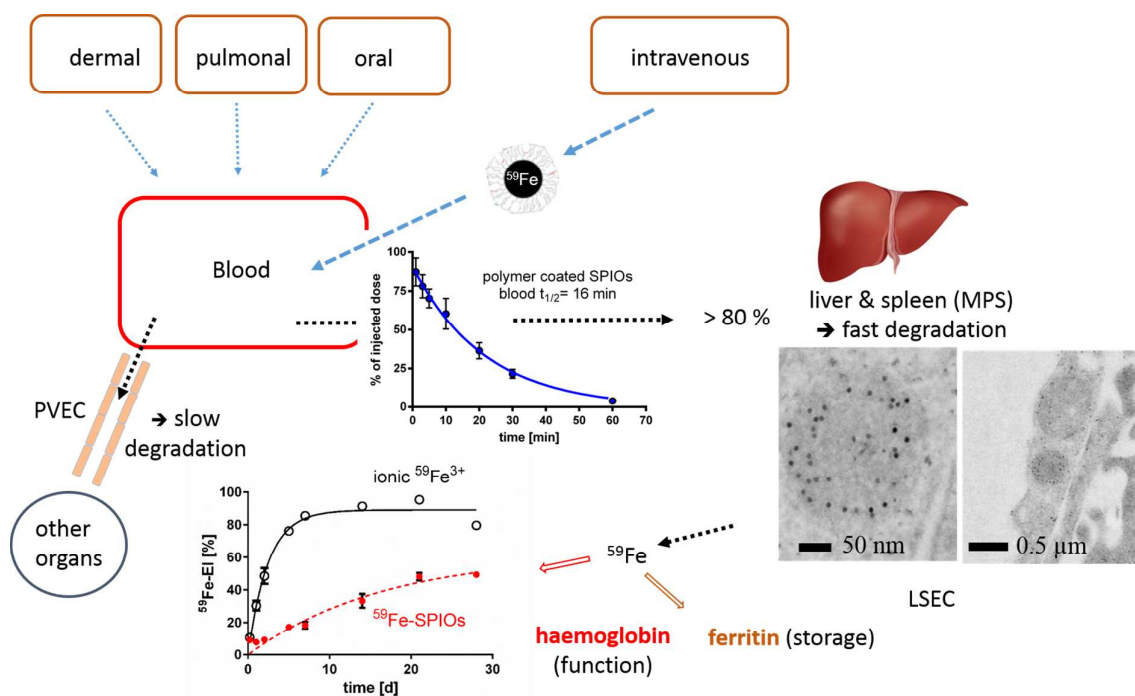 dermal
pulmonal
oral
intravenous
⁵⁹Fe
Blood
polymer coated SPIOs
blood t₁/₂= 16 min
% of injected dose
100
75
50
25
0
0 10 20 30 40 50 60 70
time [min]
> 80 %
liver & spleen (MPS)
➔ fast degradation
PVEC
➔ slow
degradation
other
organs
ionic ⁵⁹Fe³⁺
⁵⁹Fe-EI [%]
100
80
60
40
20
0
0 10 20 30
time [d]
⁵⁹Fe-SPIOs
⁵⁹Fe
haemoglobin
(function)
ferritin (storage)
50 nm
0.5 µm
LSEC